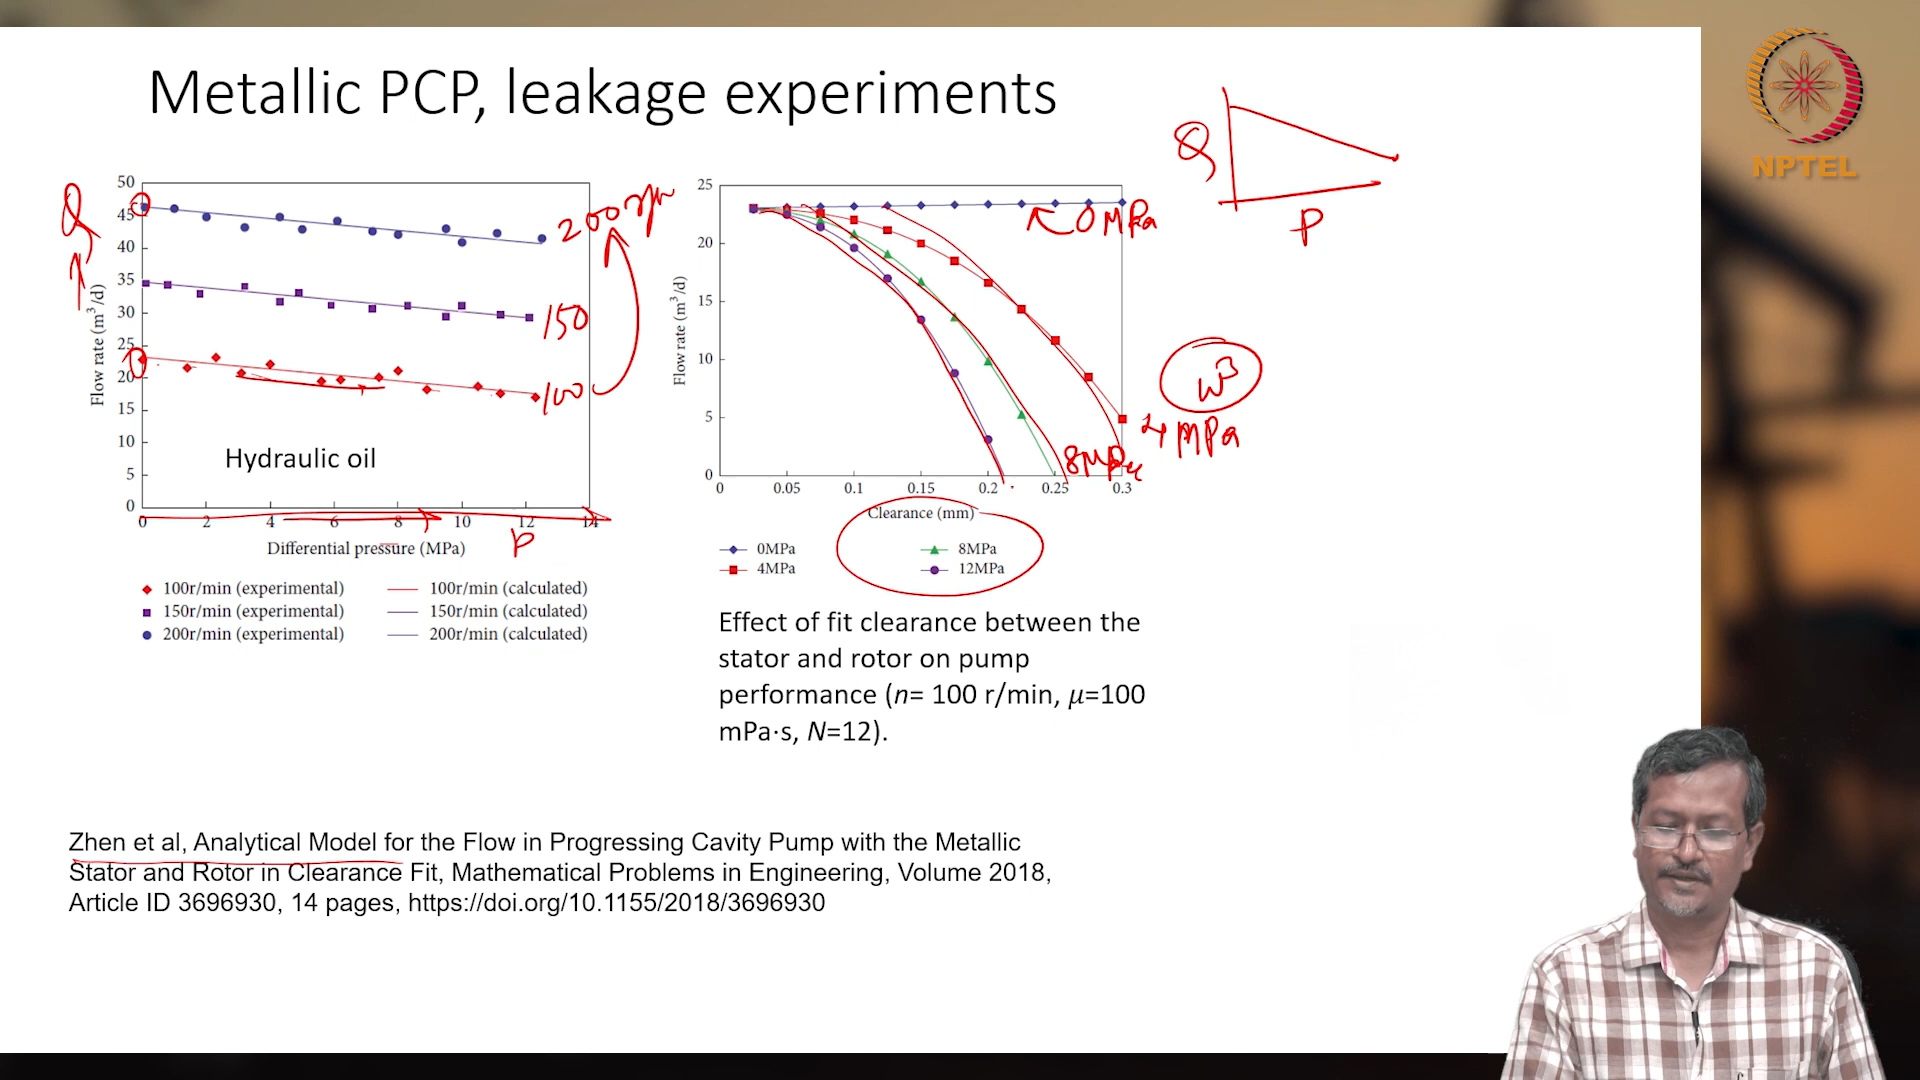 Metallic PCP, leakage experiments
NPTEL
Q
P
Q
50
45
40
35
30
25
20
15
10
5
0
Flow rate (m³/d)
200 rpm
150
100
Hydraulic oil
0 2 4 6 8 10 12 14
Differential pressure (MPa)
p
100r/min (experimental) 100r/min (calculated)
150r/min (experimental) 150r/min (calculated)
200r/min (experimental) 200r/min (calculated)
25
20
15
10
5
0
Flow rate (m³/d)
0 MPa
w³
4 MPa
8MPa
0 0.05 0.1 0.15 0.2 0.25 0.3
Clearance (mm)
0MPa 8MPa
4MPa 12MPa
Effect of fit clearance between the
stator and rotor on pump
performance (n= 100 r/min, μ=100
mPa·s, N=12).
Zhen et al, Analytical Model for the Flow in Progressing Cavity Pump with the Metallic
Stator and Rotor in Clearance Fit, Mathematical Problems in Engineering, Volume 2018,
Article ID 3696930, 14 pages, https://doi.org/10.1155/2018/3696930